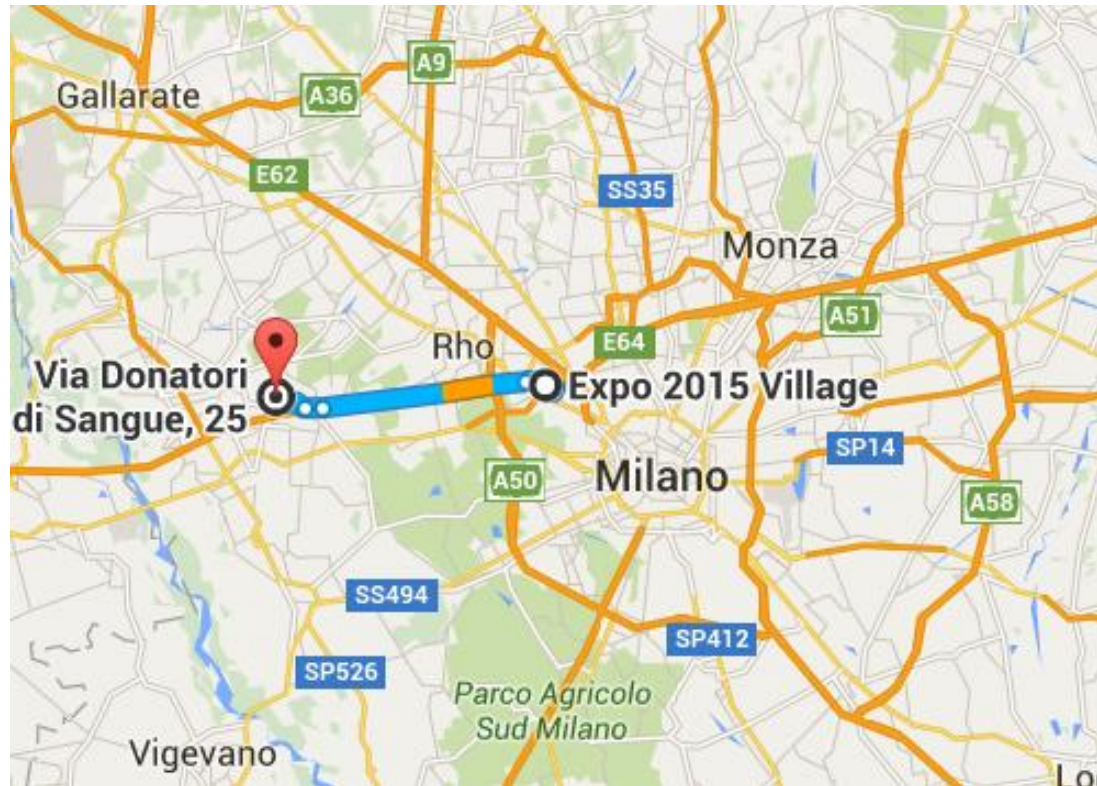 Gallarate
A36
A9
E62
SS35
Monza
A51
Rho
E64
Via Donatori
di Sangue, 25
Expo 2015 Village
SP14
Milano
A50
A58
SS494
SP412
SP526
Parco Agricolo
Sud Milano
Vigevano
Lo